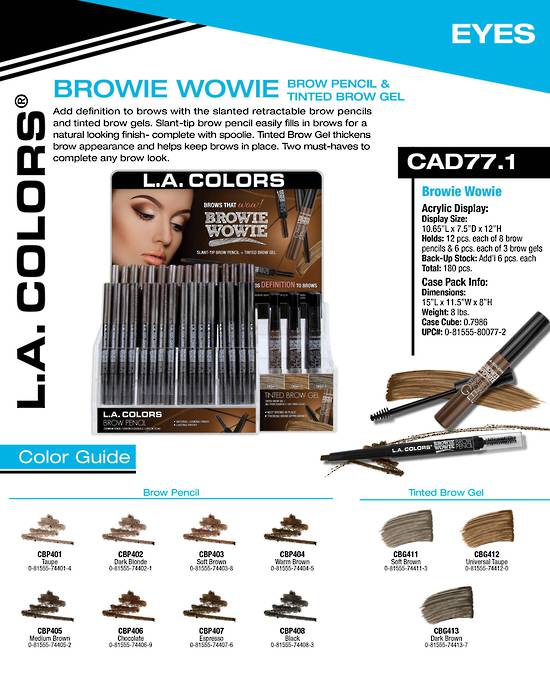 EYES
BROWIE WOWIE
BROW PENCIL &
TINTED BROW GEL
Add definition to brows with the slanted retractable brow pencils
and tinted brow gels. Slant-tip brow pencil easily fills in brows for a
natural looking finish- complete with spoolie. Tinted Brow Gel thickens
brow appearance and helps keep brows in place. Two must-haves to
complete any brow look.
L.A. COLORS®
CAD77.1
Browie Wowie
Acrylic Display:
Display Size:
10.65"L x 7.5"D x 12"H
Holds: 12 pcs. each of 8 brow
pencils & 6 pcs. each of 3 brow gels
Back-Up Stock: Add'l 6 pcs. each
Total: 180 pcs.
Case Pack Info:
Dimensions:
15"L x 11.5"W x 8"H
Weight: 8 lbs.
Case Cube: 0.7986
UPC#: 0-81555-80077-2
L.A. COLORS
BROWS THAT wow!
BROWIE
WOWIE
SLANT-TIP BROW PENCIL + TINTED BROW GEL
DEFINITION TO BROWS
TINTED BROW GEL
L.A. COLORS
BROW PENCIL
L.A. COLORS® BROWIE WOWIE BROW PENCIL
Color Guide
Brow Pencil
Tinted Brow Gel
CBP401
Taupe
0-81555-74401-4
CBP402
Dark Blonde
0-81555-74402-1
CBP403
Soft Brown
0-81555-74403-8
CBP404
Warm Brown
0-81555-74404-5
CBG411
Soft Brown
0-81555-74411-3
CBG412
Universal Taupe
0-81555-74412-0
CBP405
Medium Brown
0-81555-74405-2
CBP406
Chocolate
0-81555-74406-9
CBP407
Espresso
0-81555-74407-6
CBP408
Black
0-81555-74408-3
CBG413
Dark Brown
0-81555-74413-7